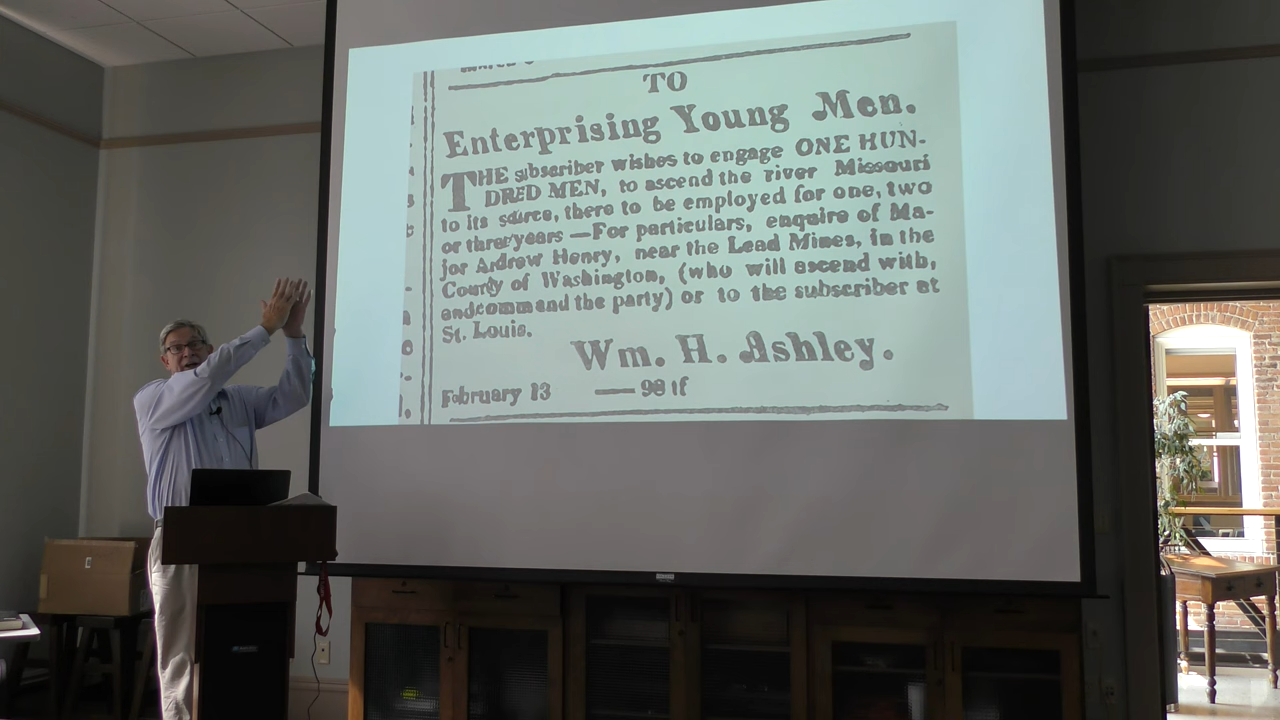 TO
Enterprising Young Men.
THE subscriber wishes to engage ONE HUN-
DRED MEN, to ascend the river Missouri
to its source, there to be employed for one, two
or three years —For particulars, enquire of Ma-
jor Andrew Henry, near the Lead Mines, in the
County of Washington, (who will ascend with,
and command the party) or to the subscriber at
St. Louis.
Wm. H. Ashley.
February 13 —— 98 tf